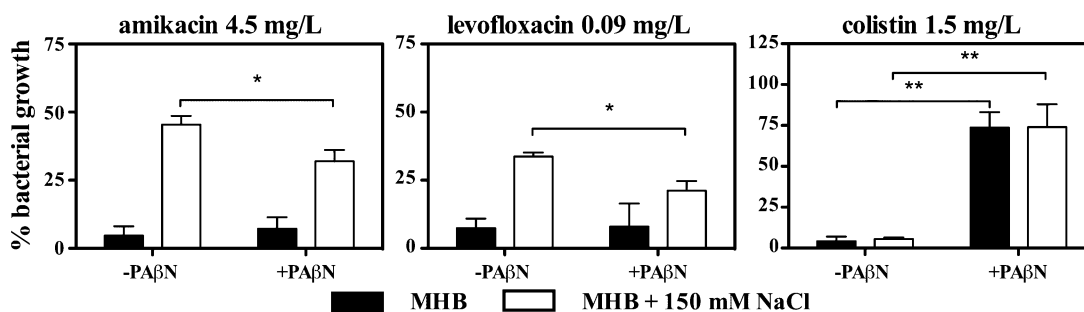 amikacin 4.5 mg/L
levofloxacin 0.09 mg/L
colistin 1.5 mg/L
% bacterial growth
75
50
25
0
*
-PAβN
+PAβN
75
50
25
0
*
-PAβN
+PAβN
125
100
75
50
25
0
**
**
-PAβN
+PAβN
MHB
MHB + 150 mM NaCl